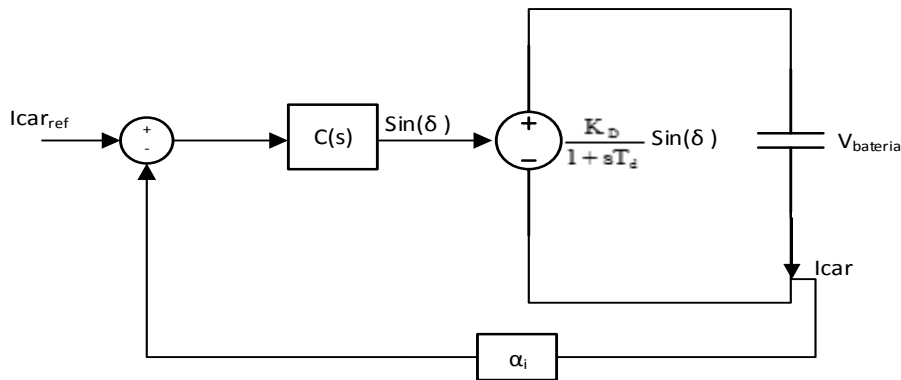 Icar_ref
+
-
C(s)
Sin(δ )
+
−
K_D
1 + sT_d
Sin(δ )
V_bateria
Icar
α_i